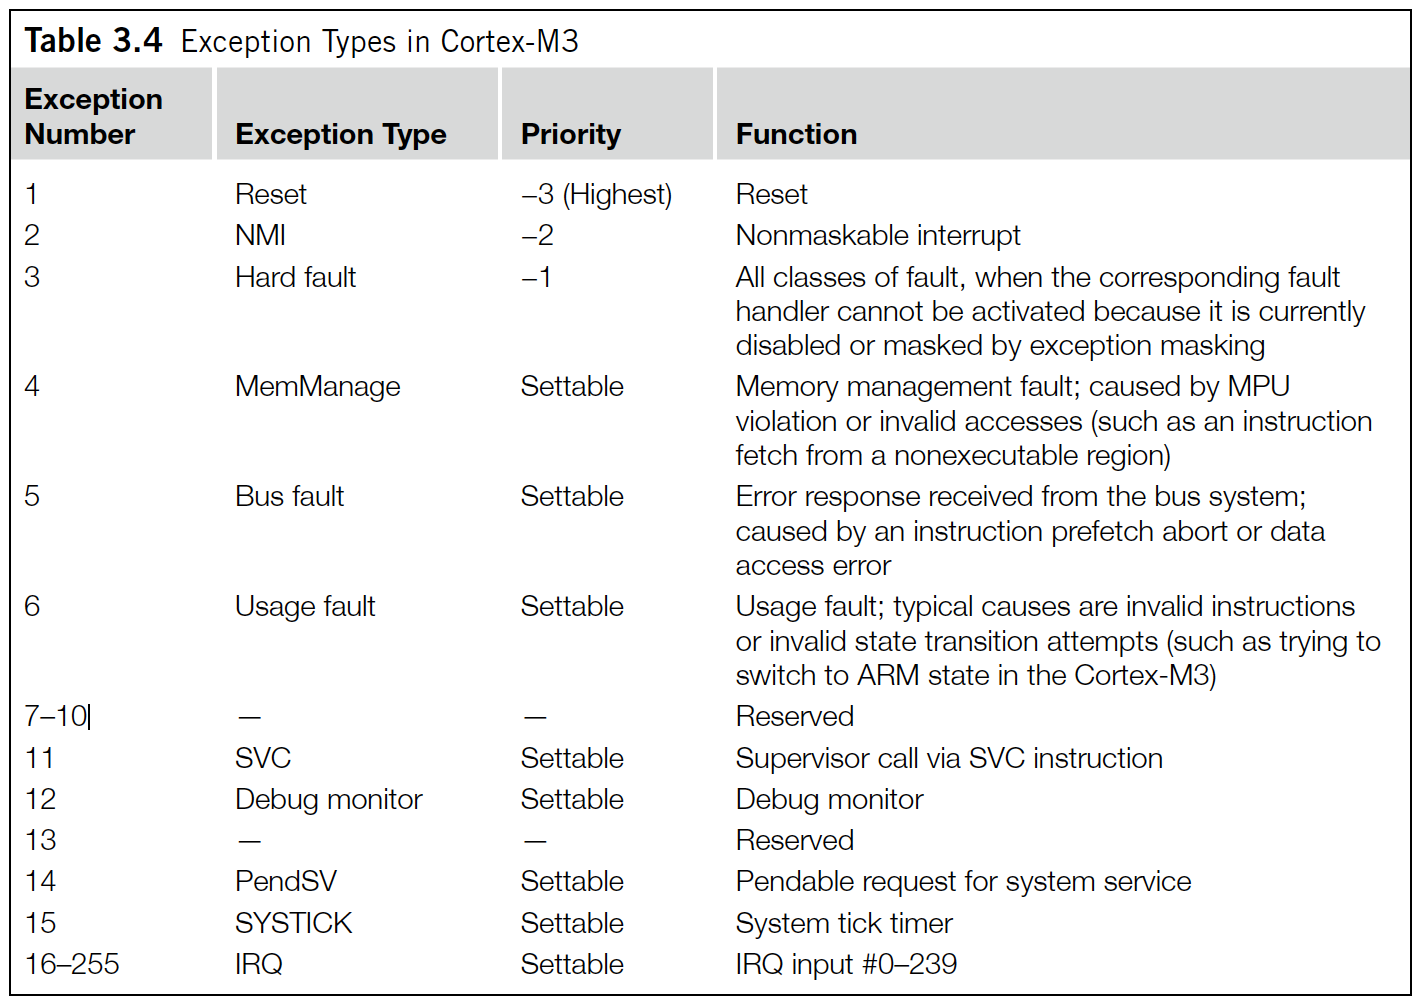 Table 3.4 Exception Types in Cortex-M3
Exception
Number Exception Type Priority Function
1 Reset –3 (Highest) Reset
2 NMI –2 Nonmaskable interrupt
3 Hard fault –1 All classes of fault, when the corresponding fault
handler cannot be activated because it is currently
disabled or masked by exception masking
4 MemManage Settable Memory management fault; caused by MPU
violation or invalid accesses (such as an instruction
fetch from a nonexecutable region)
5 Bus fault Settable Error response received from the bus system;
caused by an instruction prefetch abort or data
access error
6 Usage fault Settable Usage fault; typical causes are invalid instructions
or invalid state transition attempts (such as trying to
switch to ARM state in the Cortex-M3)
7–10 — — Reserved
11 SVC Settable Supervisor call via SVC instruction
12 Debug monitor Settable Debug monitor
13 — — Reserved
14 PendSV Settable Pendable request for system service
15 SYSTICK Settable System tick timer
16–255 IRQ Settable IRQ input #0–239